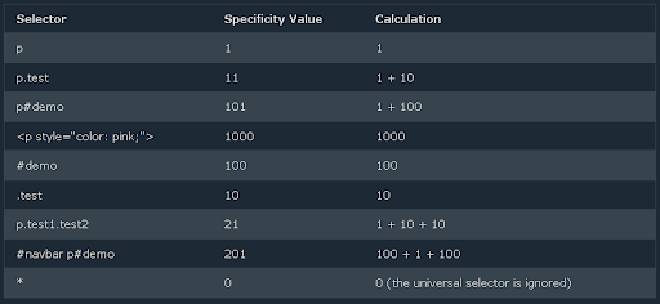 Selector Specificity Value Calculation
p 1 1
p.test 11 1 + 10
p#demo 101 1 + 100
<p style="color: pink;"> 1000 1000
#demo 100 100
.test 10 10
p.test1.test2 21 1 + 10 + 10
#navbar p#demo 201 100 + 1 + 100
* 0 0 (the universal selector is ignored)